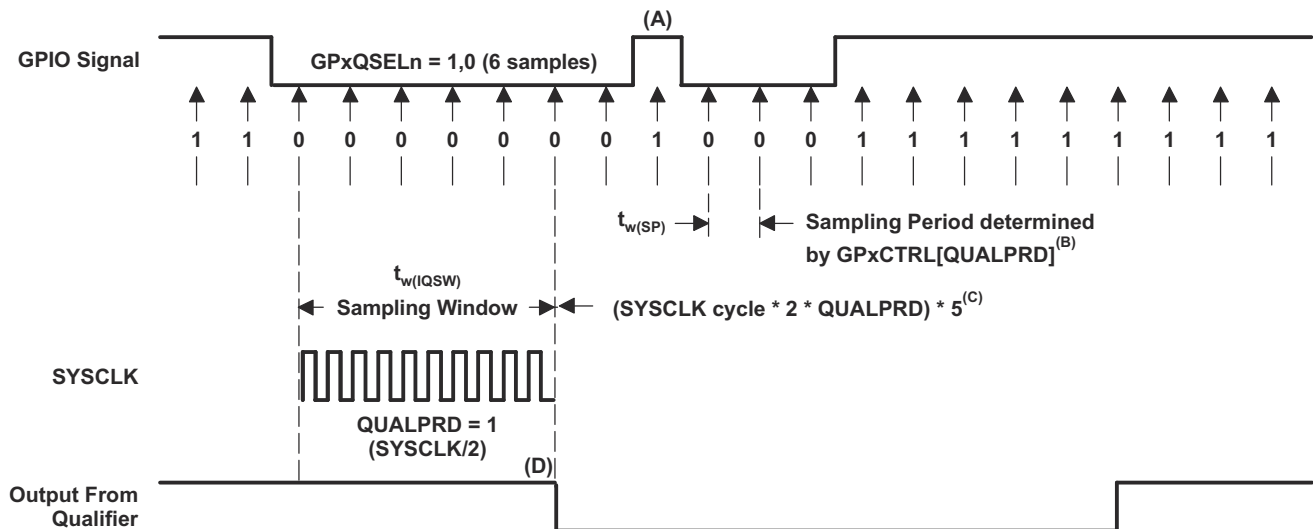 (A)
GPIO Signal
GPxQSELn = 1,0 (6 samples)
1 1 0 0 0 0 0 0 0 1 0 0 0 1 1 1 1 1 1 1 1 1
tw(SP)
Sampling Period determined
by GPxCTRL[QUALPRD](B)
tw(IQSW)
Sampling Window
(SYSCLK cycle * 2 * QUALPRD) * 5(C)
SYSCLK
QUALPRD = 1
(SYSCLK/2)
(D)
Output From
Qualifier